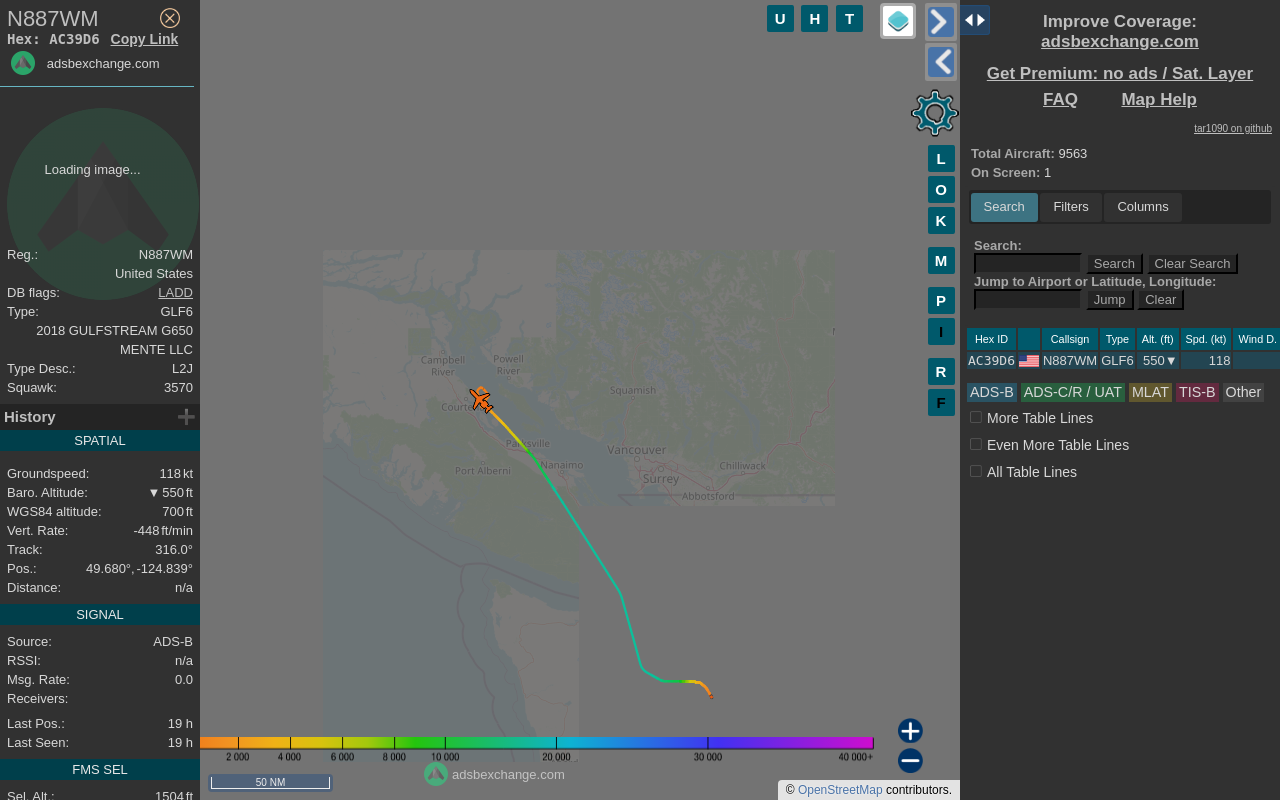 N887WM
Hex: AC39D6 Copy Link
adsbexchange.com
Loading image...
Reg.: N887WM
United States
DB flags: LADD
Type: GLF6
2018 GULFSTREAM G650
MENTE LLC
Type Desc.: L2J
Squawk: 3570
History
SPATIAL
Groundspeed: 118 kt
Baro. Altitude: ▼ 550 ft
WGS84 altitude: 700 ft
Vert. Rate: -448 ft/min
Track: 316.0°
Pos.: 49.680°, -124.839°
Distance: n/a
SIGNAL
Source: ADS-B
RSSI: n/a
Msg. Rate: 0.0
Receivers:
Last Pos.: 19 h
Last Seen: 19 h
FMS SEL
Sel. Alt.: 1504 ft
U H T
L
O
K
M
P
I
R
F
Campbell
River
Powell
River
Squamish
Parksville
Nanaimo
Port Alberni
Vancouver
Surrey
Chilliwack
Abbotsford
2 000 4 000 6 000 8 000 10 000 20,000 30 000 40 000+
adsbexchange.com
50 NM
© OpenStreetMap contributors.
Improve Coverage:
adsbexchange.com
Get Premium: no ads / Sat. Layer
FAQ Map Help
tar1090 on github
Total Aircraft: 9563
On Screen: 1
Search Filters Columns
Search:
Search Clear Search
Jump to Airport or Latitude, Longitude:
Jump Clear
Hex ID Callsign Type Alt. (ft) Spd. (kt) Wind D.
AC39D6 N887WM GLF6 550▼ 118
ADS-B ADS-C/R / UAT MLAT TIS-B Other
More Table Lines
Even More Table Lines
All Table Lines